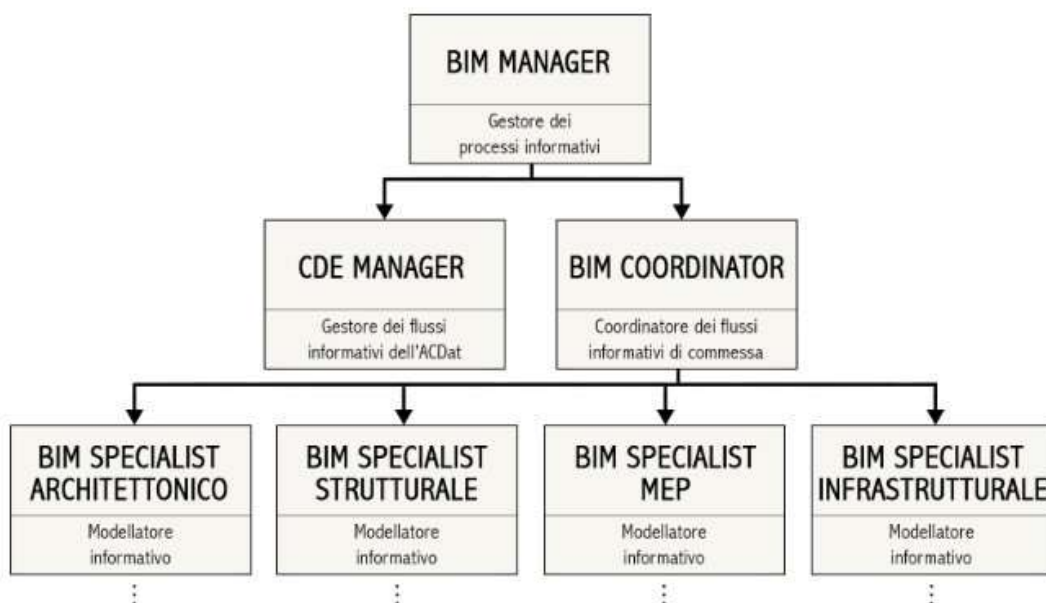 BIM MANAGER
Gestore dei
processi informativi
CDE MANAGER
Gestore dei flussi
informativi dell'ACDat
BIM COORDINATOR
Coordinatore dei flussi
informativi di commessa
BIM SPECIALIST
ARCHITETTONICO
Modellatore
informativo
BIM SPECIALIST
STRUTTURALE
Modellatore
informativo
BIM SPECIALIST
MEP
Modellatore
informativo
BIM SPECIALIST
INFRASTRUTTURALE
Modellatore
informativo